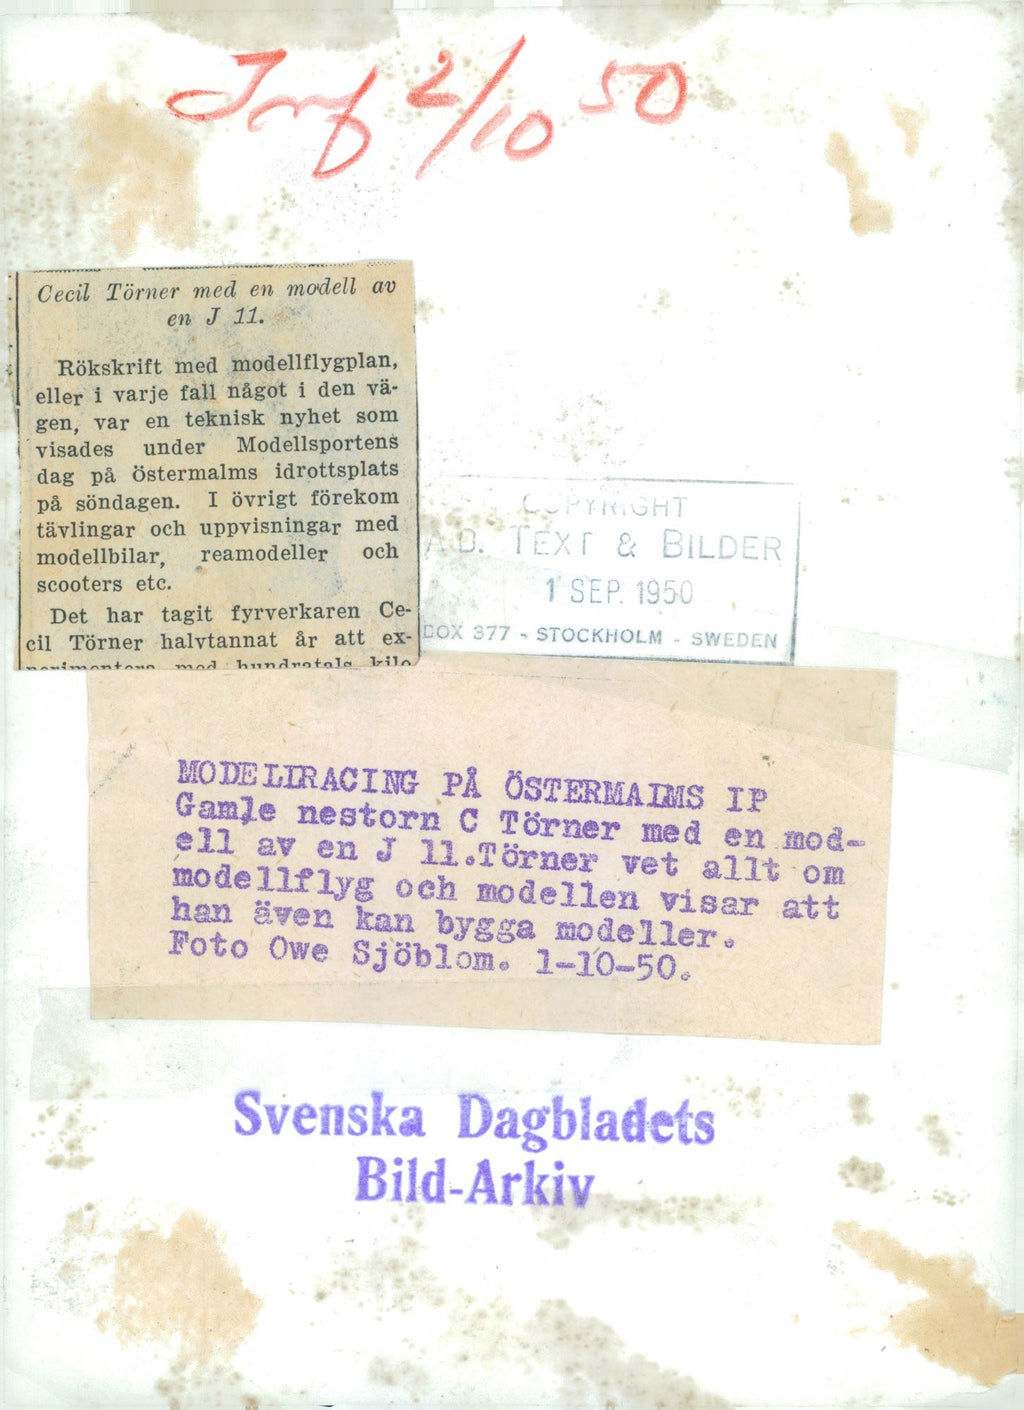 Inf 2/10 50
Cecil Törner med en modell av
en J 11.
Rökskrift med modellflygplan,
eller i varje fall något i den vä-
gen, var en teknisk nyhet som
visades under Modellsportens
dag på Östermalms idrottsplats
på söndagen. I övrigt förekom
tävlingar och uppvisningar med
modellbilar, reamodeller och
scooters etc.
Det har tagit fyrverkaren Ce-
cil Törner halvtannat år att ex-
perimentera med hundratals kilo
COPYRIGHT
A.B. TEXT & BILDER
1 SEP. 1950
BOX 377 - STOCKHOLM - SWEDEN
MODELLRACING PÅ ÖSTERMALMS IP
Gamle nestorn C Törner med en mod-
ell av en J 11.Törner vet allt om
modellflyg och modellen visar att
han även kan bygga modeller.
Foto Owe Sjöblom. 1-10-50.
Svenska Dagbladets
Bild-Arkiv